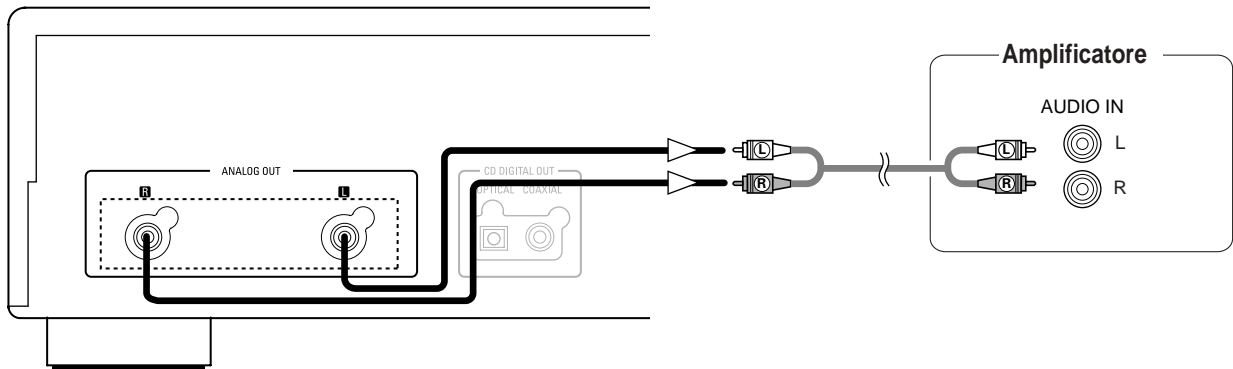 Amplificatore
AUDIO IN
L
R
L
R
L
R
ANALOG OUT
R
L
CD DIGITAL OUT
OPTICAL COAXIAL